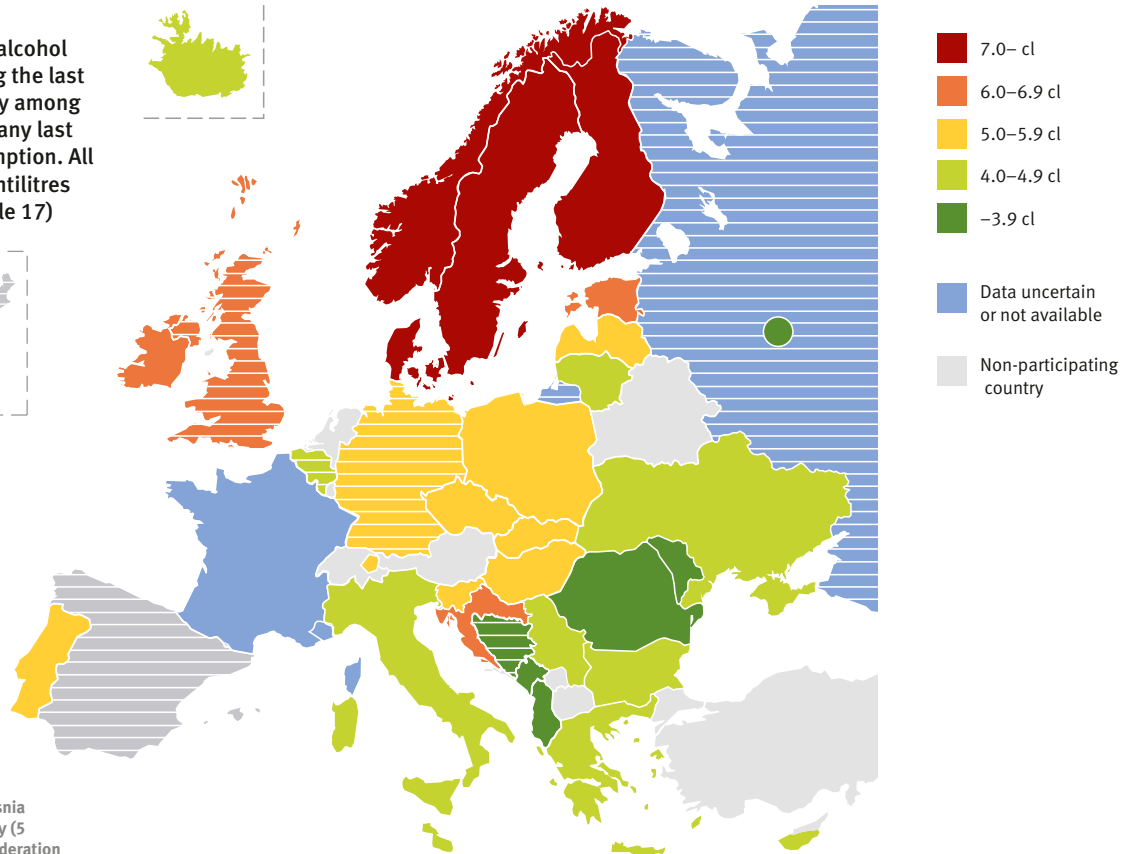 alcohol
g the last
y among
any last
ption. All
ntilitres
le 17)
7.0– cl
6.0–6.9 cl
5.0–5.9 cl
4.0–4.9 cl
–3.9 cl
Data uncertain
or not available
Non-participating
country
snia
y (5
deration